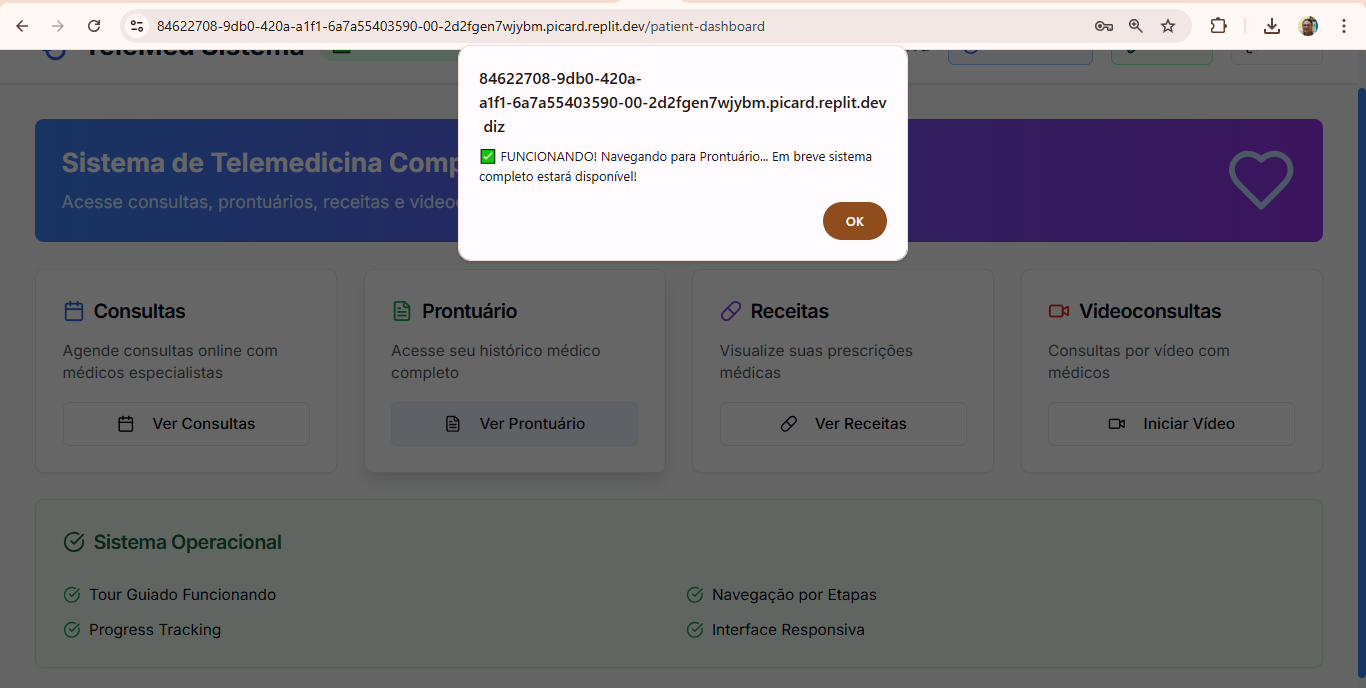 84622708-9db0-420a-a1f1-6a7a55403590-00-2d2fgen7wjybm.picard.replit.dev/patient-dashboard
TeleMed Sistema
84622708-9db0-420a-
a1f1-6a7a55403590-00-2d2fgen7wjybm.picard.replit.dev
diz
✅ FUNCIONANDO! Navegando para Prontuário... Em breve sistema
completo estará disponível!
OK
Sistema de Telemedicina Comp
Acesse consultas, prontuários, receitas e video
Consultas
Agende consultas online com
médicos especialistas
Ver Consultas
Prontuário
Acesse seu histórico médico
completo
Ver Prontuário
Receitas
Visualize suas prescrições
médicas
Ver Receitas
Videoconsultas
Consultas por vídeo com
médicos
Iniciar Vídeo
Sistema Operacional
Tour Guiado Funcionando
Navegação por Etapas
Progress Tracking
Interface Responsiva